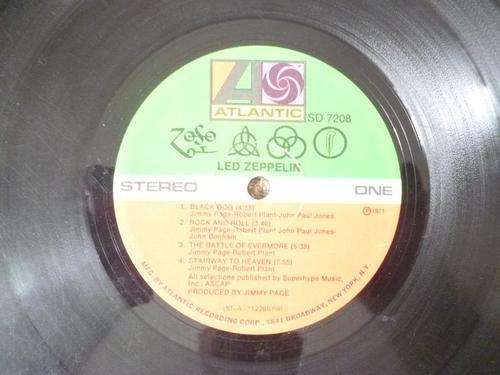 ATLANTIC
SD 7208
LED ZEPPELIN
STEREO
ONE
1. BLACK DOG (4:55)
Jimmy Page-Robert Plant-John Paul Jones
2. ROCK AND ROLL (3:40)
Jimmy Page-Robert Plant-John Paul Jones-
John Bonham
3. THE BATTLE OF EVERMORE (5:38)
Jimmy Page-Robert Plant
4. STAIRWAY TO HEAVEN (7:55)
Jimmy Page-Robert Plant
All selections published by Superhype Music,
Inc., ASCAP
PRODUCED BY JIMMY PAGE
℗ 1971
MFG. BY ATLANTIC RECORDING CORP., 1841 BROADWAY, NEW YORK, N.Y.